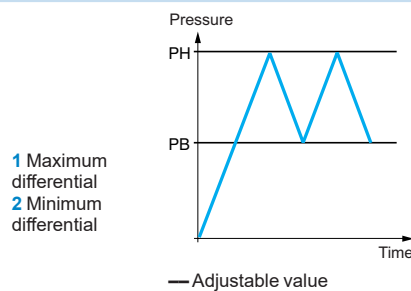 Pressure
PH
PB
1 Maximum
differential
2 Minimum
differential
Time
Adjustable value